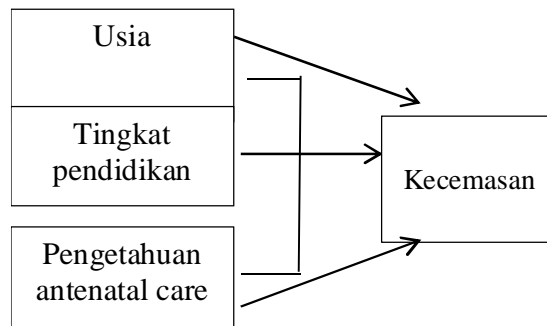 Usia
Tingkat
pendidikan
Kecemasan
Pengetahuan
antenatal care